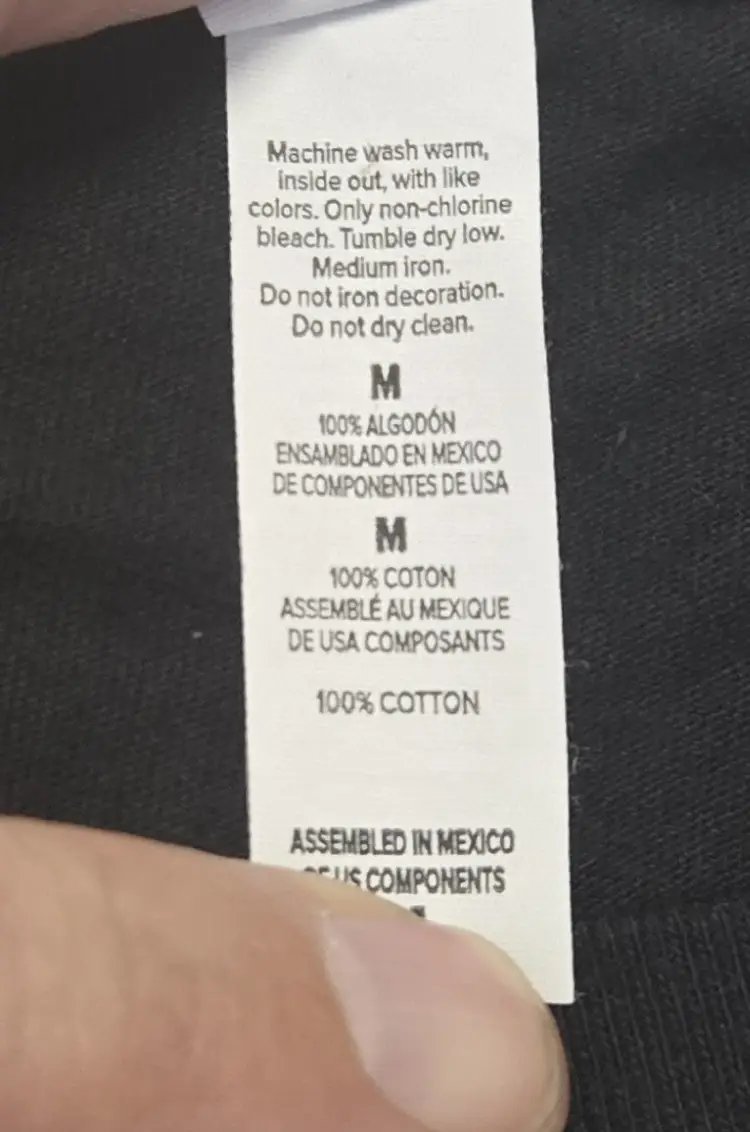 Machine wash warm,
inside out, with like
colors. Only non-chlorine
bleach. Tumble dry low.
Medium iron.
Do not iron decoration.
Do not dry clean.
M
100% ALGODÓN
ENSAMBLADO EN MEXICO
DE COMPONENTES DE USA
M
100% COTON
ASSEMBLÉ AU MEXIQUE
DE USA COMPOSANTS
100% COTTON
ASSEMBLED IN MEXICO
OF US COMPONENTS